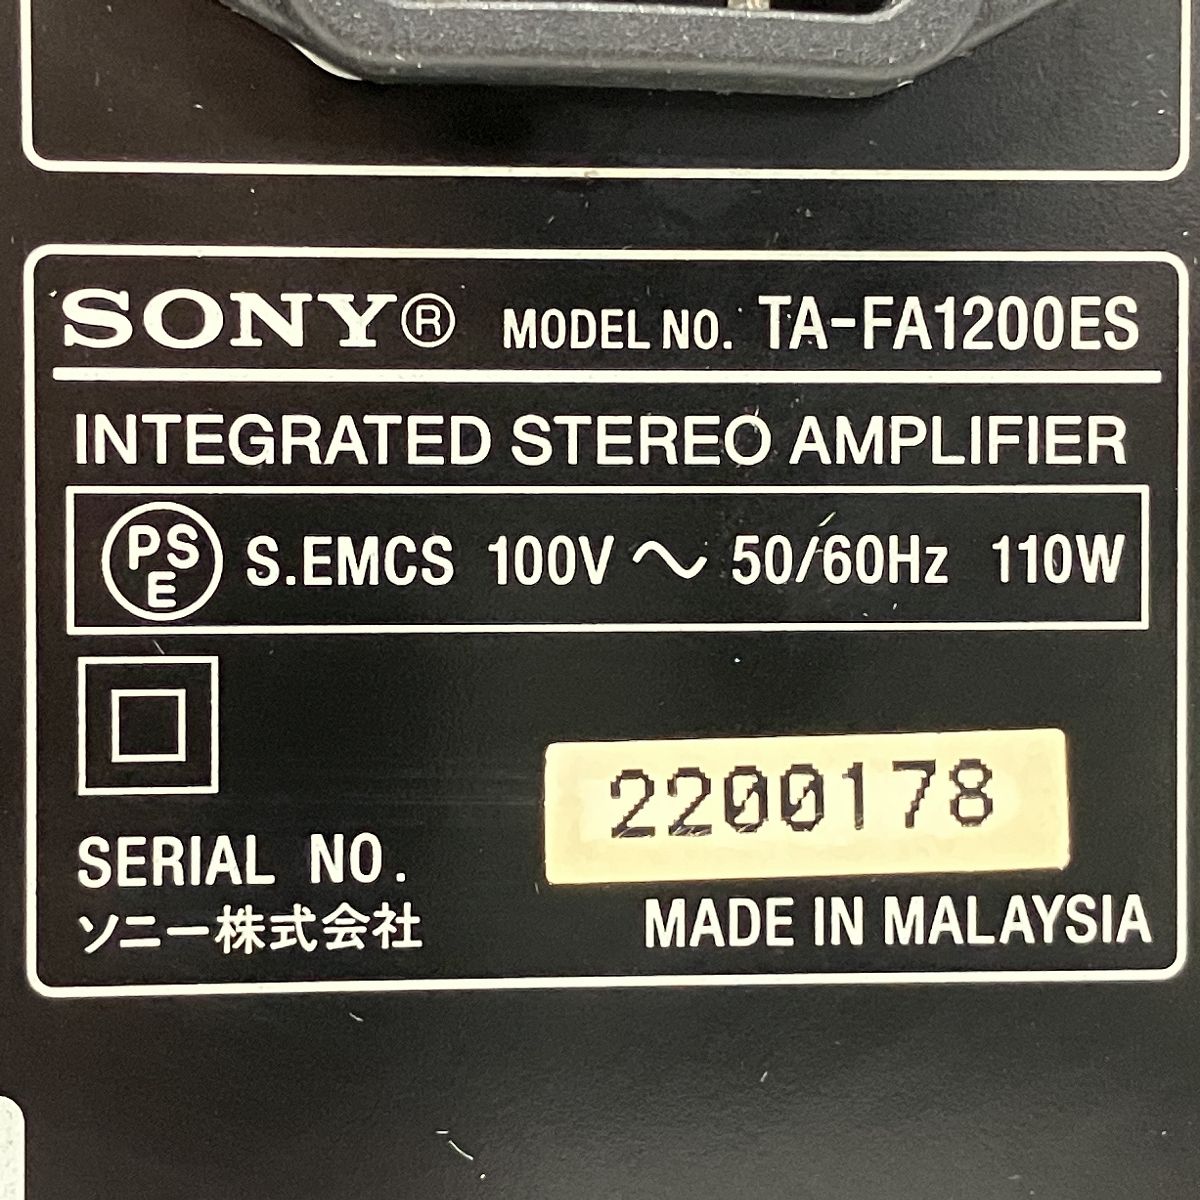 SONY® MODEL NO. TA-FA1200ES
INTEGRATED STEREO AMPLIFIER
PSE S.EMCS 100V ~ 50/60Hz 110W
2200178
SERIAL NO.
ソニー株式会社 MADE IN MALAYSIA